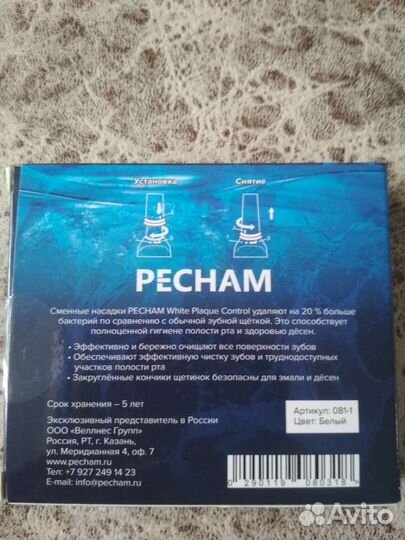 Установка Снятие
PECHAM
Сменные насадки PECHAM White Plaque Control удаляют на 20 % больше
бактерий по сравнению с обычной зубной щёткой. Это способствует
полноценной гигиене полости рта и здоровью дёсен.
• Эффективно и бережно очищают все поверхности зубов
• Обеспечивают эффективную чистку зубов и труднодоступных
участков полости рта
• Закруглённые кончики щетинок безопасны для эмали и дёсен
Срок хранения – 5 лет
Эксклюзивный представитель в России
ООО «Веллнес Групп»
Россия, РТ, г. Казань,
ул. Меридианная 4, оф. 7
www.pecham.ru
Тел: +7 927 249 14 23
E-mail: info@pecham.ru
Артикул: 081-1
Цвет: Белый
0 290119 080318
Avito